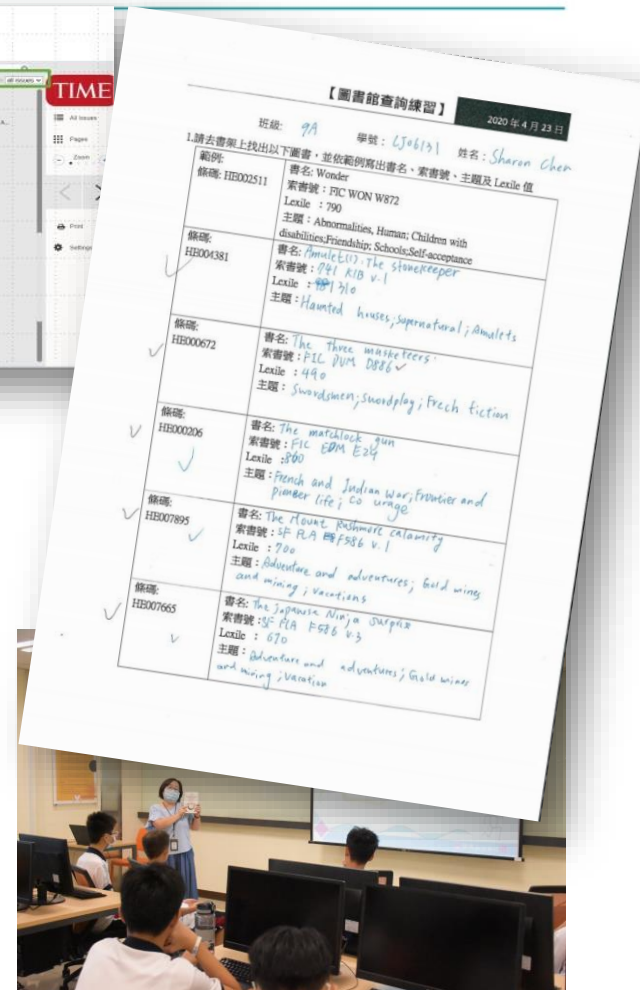 all issues
TIME
All Issues
Pages
Zoom
Print
Settings
【圖書館查詢練習】
2020 年 4 月 23 日
班級: 9A 學號: LJ06131 姓名: Sharon Chen
1.請去書架上找出以下圖書，並依範例寫出書名、索書號、主題及 Lexile 值
範例:
條碼: HE002511
書名: Wonder
索書號：FIC WON W872
Lexile ：790
主題：Abnormalities, Human; Children with
disabilities;Friendship; Schools;Self-acceptance
條碼:
HE004381
書名: Amulet(1). The stonekeeper
索書號：741 KIB v.1
Lexile ：310
主題：Haunted houses; supernatural; Amulets
條碼:
HE000672
書名: The three musketeers.
索書號：FIC DUM D886
Lexile ：490
主題：Swordsmen; swordplay; Frech fiction
條碼:
HE000206
書名: The matchlock gun
索書號：FIC EDM E24
Lexile :860
主題：French and Indian War; Frontier and
pioneer life; Courage
條碼:
HE007895
書名: The Mount Rushmore calamity
索書號：SF FLA F586 v.1
Lexile ：700
主題：Adventure and adventures; Gold mines
and mining; vacations
條碼:
HE007665
書名: The Japanese Ninja Surprise
索書號：SF FLA F586 v.3
Lexile ：670
主題：Adventure and adventures; Gold mines
and mining; Vacation